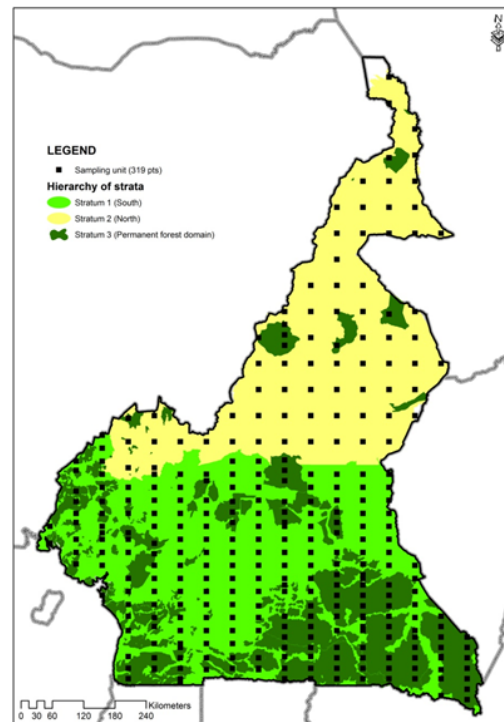 N
LEGEND
Sampling unit (319 pts)
Hierarchy of strata
Stratum 1 (South)
Stratum 2 (North)
Stratum 3 (Permanent forest domain)
0 30 60 120 180 240
Kilometers